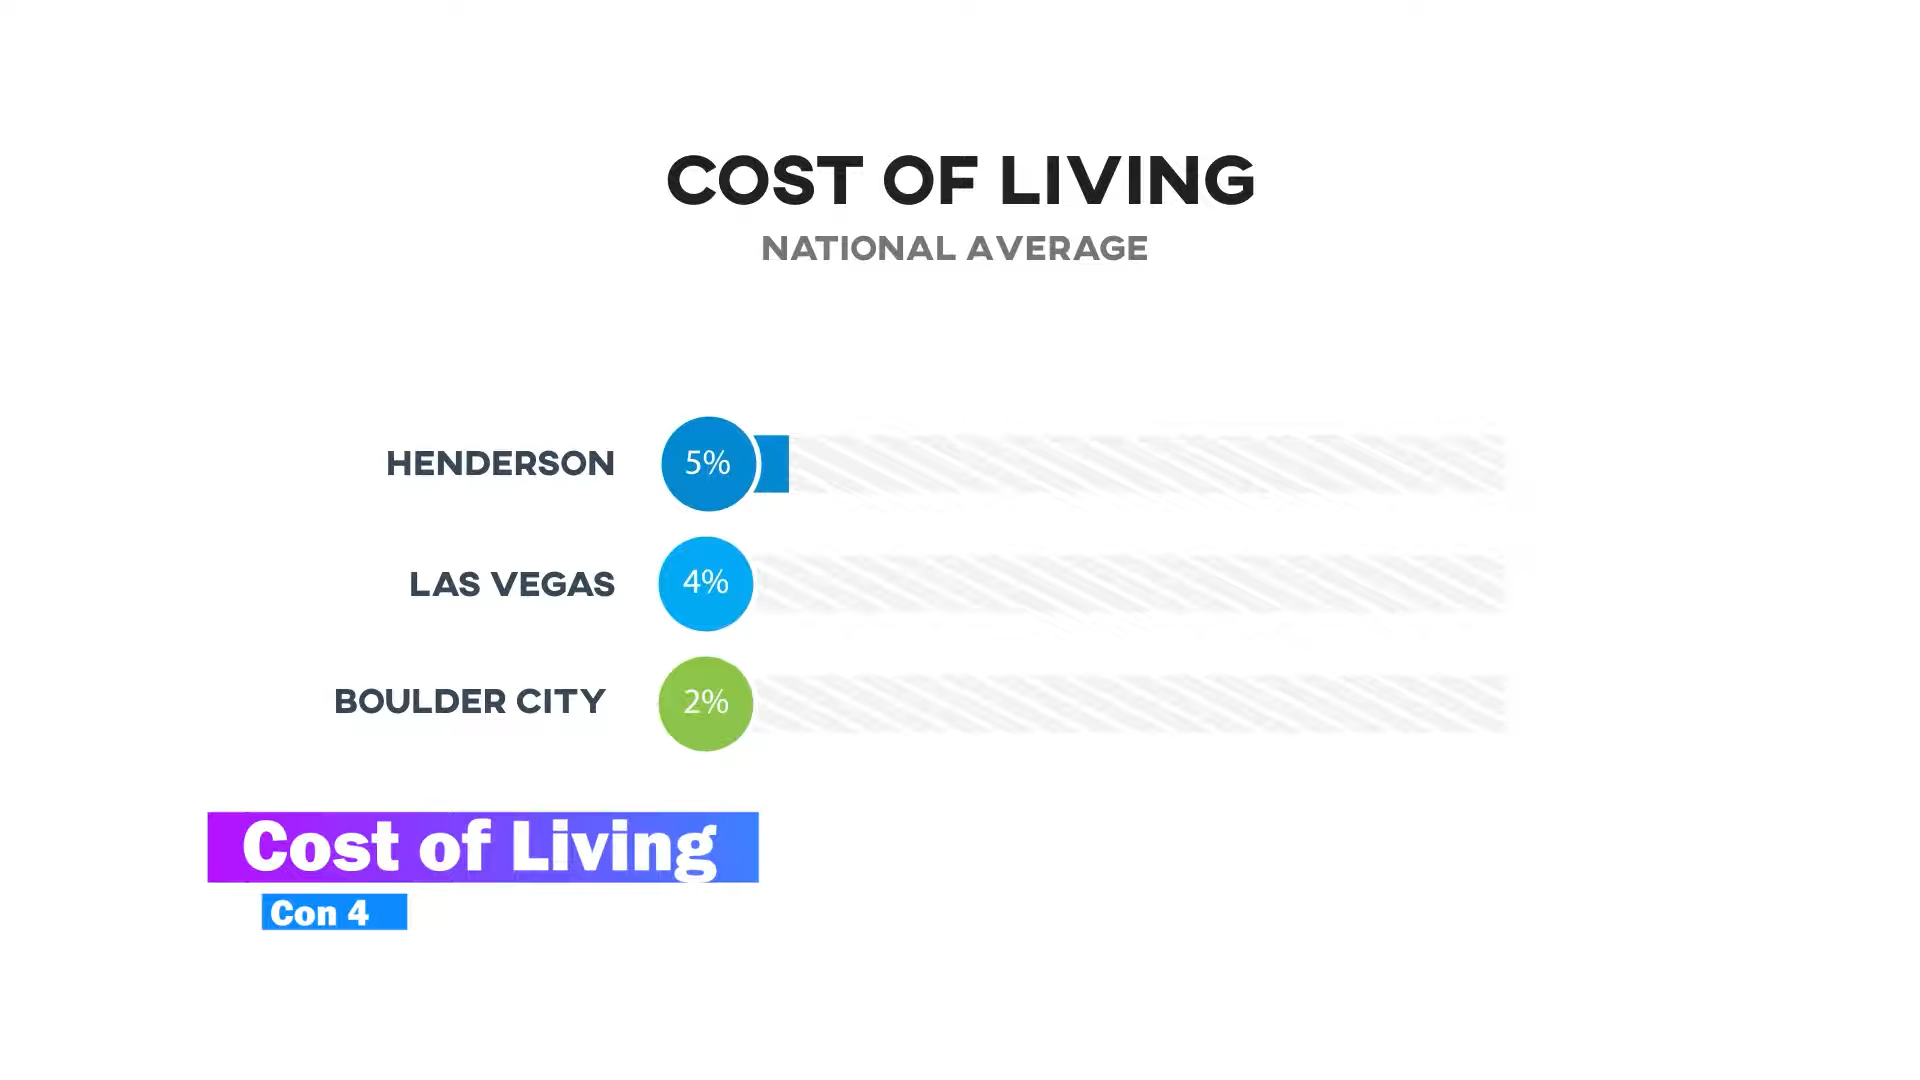 COST OF LIVING
NATIONAL AVERAGE
HENDERSON 5%
LAS VEGAS 4%
BOULDER CITY 2%
Cost of Living
Con 4